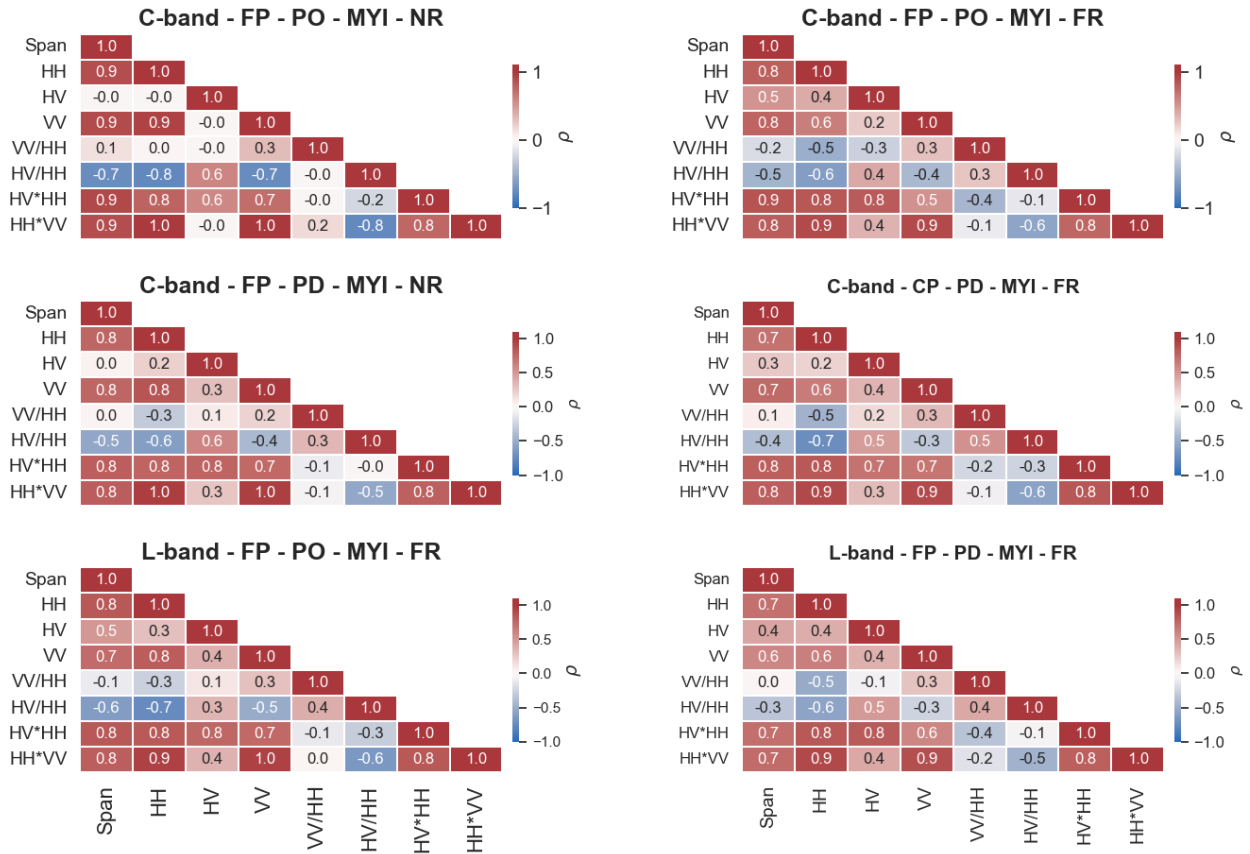 C-band - FP - PO - MYI - NR
Span 1.0
HH 0.9 1.0
HV -0.0 -0.0 1.0
VV 0.9 0.9 -0.0 1.0
VV/HH 0.1 0.0 -0.0 0.3 1.0
HV/HH -0.7 -0.8 0.6 -0.7 -0.0 1.0
HV*HH 0.9 0.8 0.6 0.7 -0.0 -0.2 1.0
HH*VV 0.9 1.0 -0.0 1.0 0.2 -0.8 0.8 1.0
1
0
−1
ρ
C-band - FP - PO - MYI - FR
Span 1.0
HH 0.8 1.0
HV 0.5 0.4 1.0
VV 0.8 0.6 0.2 1.0
VV/HH -0.2 -0.5 -0.3 0.3 1.0
HV/HH -0.5 -0.6 0.4 -0.4 0.3 1.0
HV*HH 0.9 0.8 0.8 0.5 -0.4 -0.1 1.0
HH*VV 0.8 0.9 0.4 0.9 -0.1 -0.6 0.8 1.0
1
0
−1
ρ
C-band - FP - PD - MYI - NR
Span 1.0
HH 0.8 1.0
HV 0.0 0.2 1.0
VV 0.8 0.8 0.3 1.0
VV/HH 0.0 -0.3 0.1 0.2 1.0
HV/HH -0.5 -0.6 0.6 -0.4 0.3 1.0
HV*HH 0.8 0.8 0.8 0.7 -0.1 -0.0 1.0
HH*VV 0.8 1.0 0.3 1.0 -0.1 -0.5 0.8 1.0
1.0
0.5
0.0
−0.5
−1.0
ρ
C-band - CP - PD - MYI - FR
Span 1.0
HH 0.7 1.0
HV 0.3 0.2 1.0
VV 0.7 0.6 0.4 1.0
VV/HH 0.1 -0.5 0.2 0.3 1.0
HV/HH -0.4 -0.7 0.5 -0.3 0.5 1.0
HV*HH 0.8 0.8 0.7 0.7 -0.2 -0.3 1.0
HH*VV 0.8 0.9 0.3 0.9 -0.1 -0.6 0.8 1.0
1.0
0.5
0.0
−0.5
−1.0
ρ
L-band - FP - PO - MYI - FR
Span 1.0
HH 0.8 1.0
HV 0.5 0.3 1.0
VV 0.7 0.8 0.4 1.0
VV/HH -0.1 -0.3 0.1 0.3 1.0
HV/HH -0.6 -0.7 0.3 -0.5 0.4 1.0
HV*HH 0.8 0.8 0.8 0.7 -0.1 -0.3 1.0
HH*VV 0.8 0.9 0.4 1.0 0.0 -0.6 0.8 1.0
Span HH HV VV VV/HH HV/HH HV*HH HH*VV
1.0
0.5
0.0
−0.5
−1.0
ρ
L-band - FP - PD - MYI - FR
Span 1.0
HH 0.7 1.0
HV 0.4 0.4 1.0
VV 0.6 0.6 0.4 1.0
VV/HH 0.0 -0.5 -0.1 0.3 1.0
HV/HH -0.3 -0.6 0.5 -0.3 0.4 1.0
HV*HH 0.7 0.8 0.8 0.6 -0.4 -0.1 1.0
HH*VV 0.7 0.9 0.4 0.9 -0.2 -0.5 0.8 1.0
Span HH HV VV VV/HH HV/HH HV*HH HH*VV
1.0
0.5
0.0
−0.5
−1.0
ρ